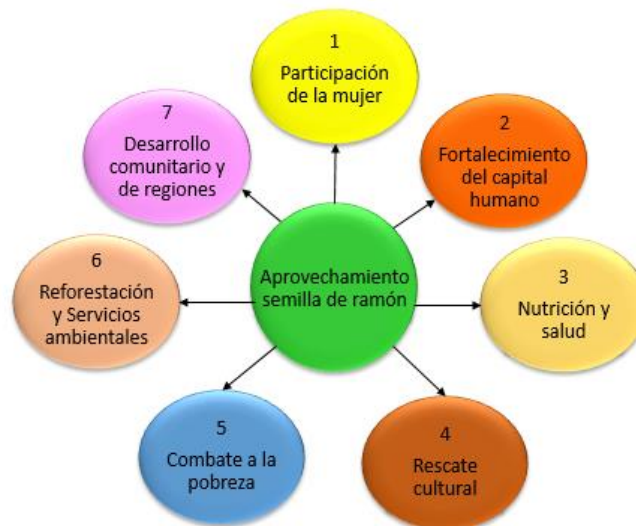 1
Participación
de la mujer
2
Fortalecimiento
del capital
humano
3
Nutrición y
salud
4
Rescate
cultural
5
Combate a la
pobreza
6
Reforestación
y Servicios
ambientales
7
Desarrollo
comunitario y
de regiones
Aprovechamiento
semilla de ramón